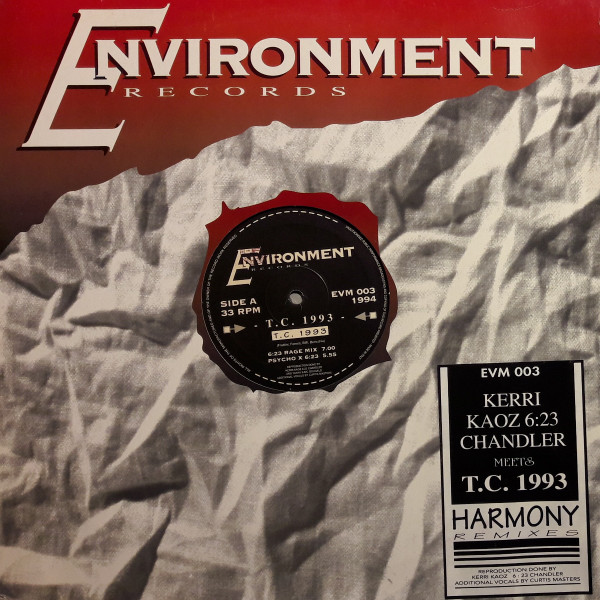 ENVIRONMENT
RECORDS
ENVIRONMENT
RECORDS
SIDE A
33 RPM
EVM 003
1994
- T.C. 1993 -
T.C. 1993
6:23 RAGE MIX 7:00
PSYCHO X 6:23 5.55
EVM 003
KERRI
KAOZ 6:23
CHANDLER
MEETS
T.C. 1993
HARMONY
REMIXES
REPRODUCTION DONE BY
KERRI KAOZ 6 : 23 CHANDLER
ADDITIONAL VOCALS BY CURTIS MASTERS